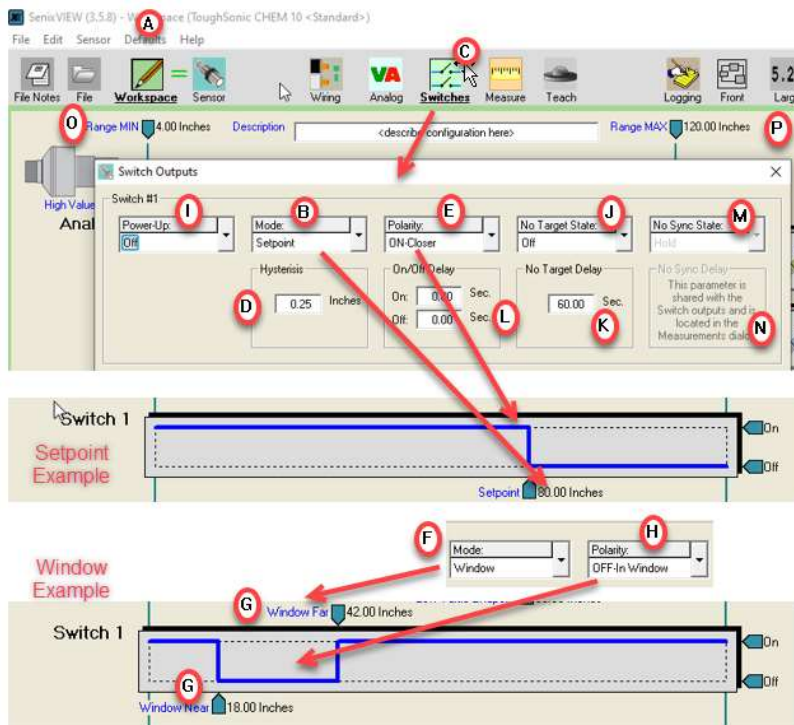 SenixVIEW (3.5.8) - Workspace (ToughSonic CHEM 10 <Standard>)
A
File Edit Sensor Defaults Help
C
VA
5.2
File Notes File Workspace Sensor Wiring Analog Switches Measure Teach Logging Front Larg
O Range MIN 4.00 Inches Description <describe configuration here> Range MAX 120.00 Inches P
Switch Outputs
High Value
Anal
Switch #1
I B E J M
Power-Up: Mode: Polarity: No Target State: No Sync State:
Off Setpoint ON-Closer Off Hold
Hysterisis On/Off Delay No Target Delay No Sync Delay
D 0.25 Inches
On: 0.00 Sec.
Off: 0.00 Sec. L
60.00 Sec.
K
This parameter is
shared with the
Switch outputs and is
located in the
Measurements dialo
N
Switch 1
Setpoint
Example
On
Off
Setpoint 80.00 Inches
Window
Example
F H
Mode: Polarity:
Window OFF-In Window
G Window Far 42.00 Inches
Switch 1
On
Off
G
Window Near 18.00 Inches